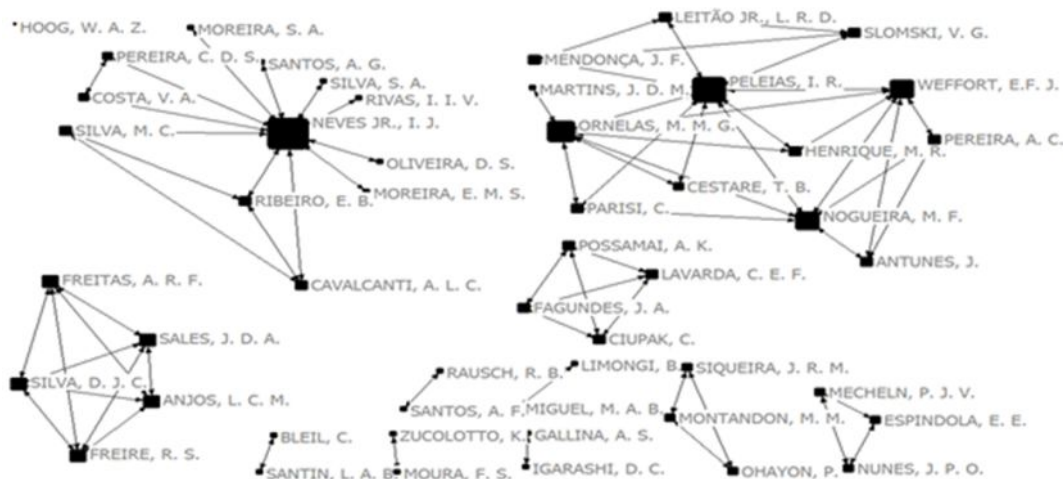 HOOG, W. A. Z.
MOREIRA, S. A.
PEREIRA, C. D. S.
SANTOS, A. G.
COSTA, V. A.
SILVA, S. A.
RIVAS, I. I. V.
NEVES JR., I. J.
SILVA, M. C.
OLIVEIRA, D. S.
MOREIRA, E. M. S.
RIBEIRO, E. B.
CAVALCANTI, A. L. C.
LEITÃO JR., L. R. D.
SLOMSKI, V. G.
MENDONÇA, J. F.
PELEIAS, I. R.
WEFFORT, E.F. J.
MARTINS, J. D. M.
ORNELAS, M. M. G.
PEREIRA, A. C.
HENRIQUE, M. R.
CESTARE, T. B.
PARISI, C.
NOGUEIRA, M. F.
ANTUNES, J.
POSSAMAI, A. K.
LAVARDA, C. E. F.
FAGUNDES, J. A.
CIUPAK, C.
FREITAS, A. R. F.
SALES, J. D. A.
SILVA, D. J. C.
ANJOS, L. C. M.
FREIRE, R. S.
RAUSCH, R. B.
SANTOS, A. F.
LIMONGI, B.
MIGUEL, M. A. B.
SIQUEIRA, J. R. M.
MONTANDON, M. M.
OHAYON, P.
MECHELN, P. J. V.
ESPINDOLA, E. E.
NUNES, J. P. O.
BLEIL, C.
SANTIN, L. A. B.
ZUCOLOTTO, K.
MOURA, F. S.
GALLINA, A. S.
IGARASHI, D. C.